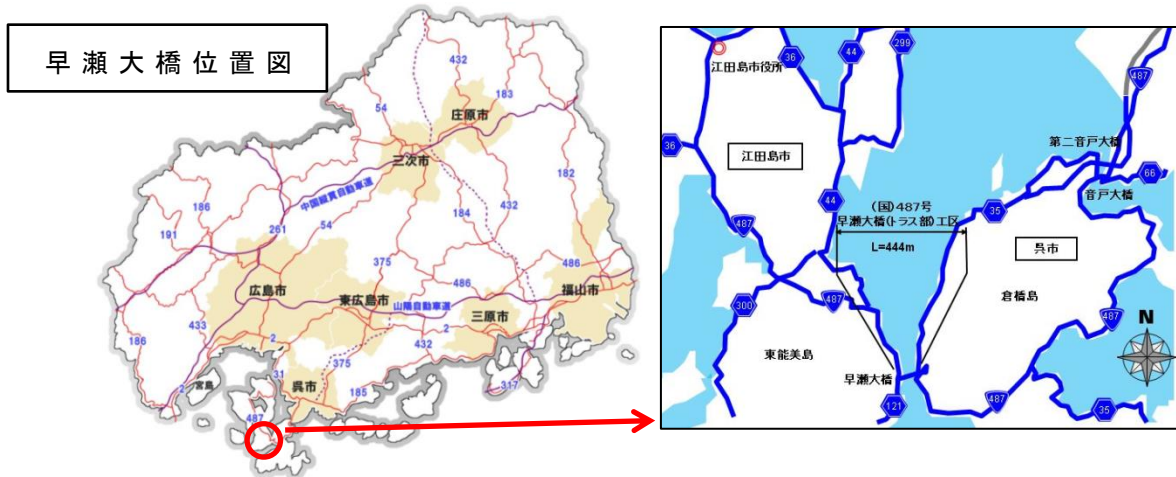 早瀬大橋位置図
432
183
54
庄原市
三次市
182
中国縦貫自動車道
186
184
432
191
261
54
375
486
486
広島市
東広島市
山陽自動車道
福山市
433
三原市
2
2
432
186
375
31
呉市
185
317
宮島
2
487
36
44
299
487
江田島市役所
第二音戸大橋
36
江田島市
66
音戸大橋
44
(国)487号
35
早瀬大橋(トラス部)工区
487
L=444m
呉市
倉橋島
300
487
487
N
東能美島
早瀬大橋
121
487
35